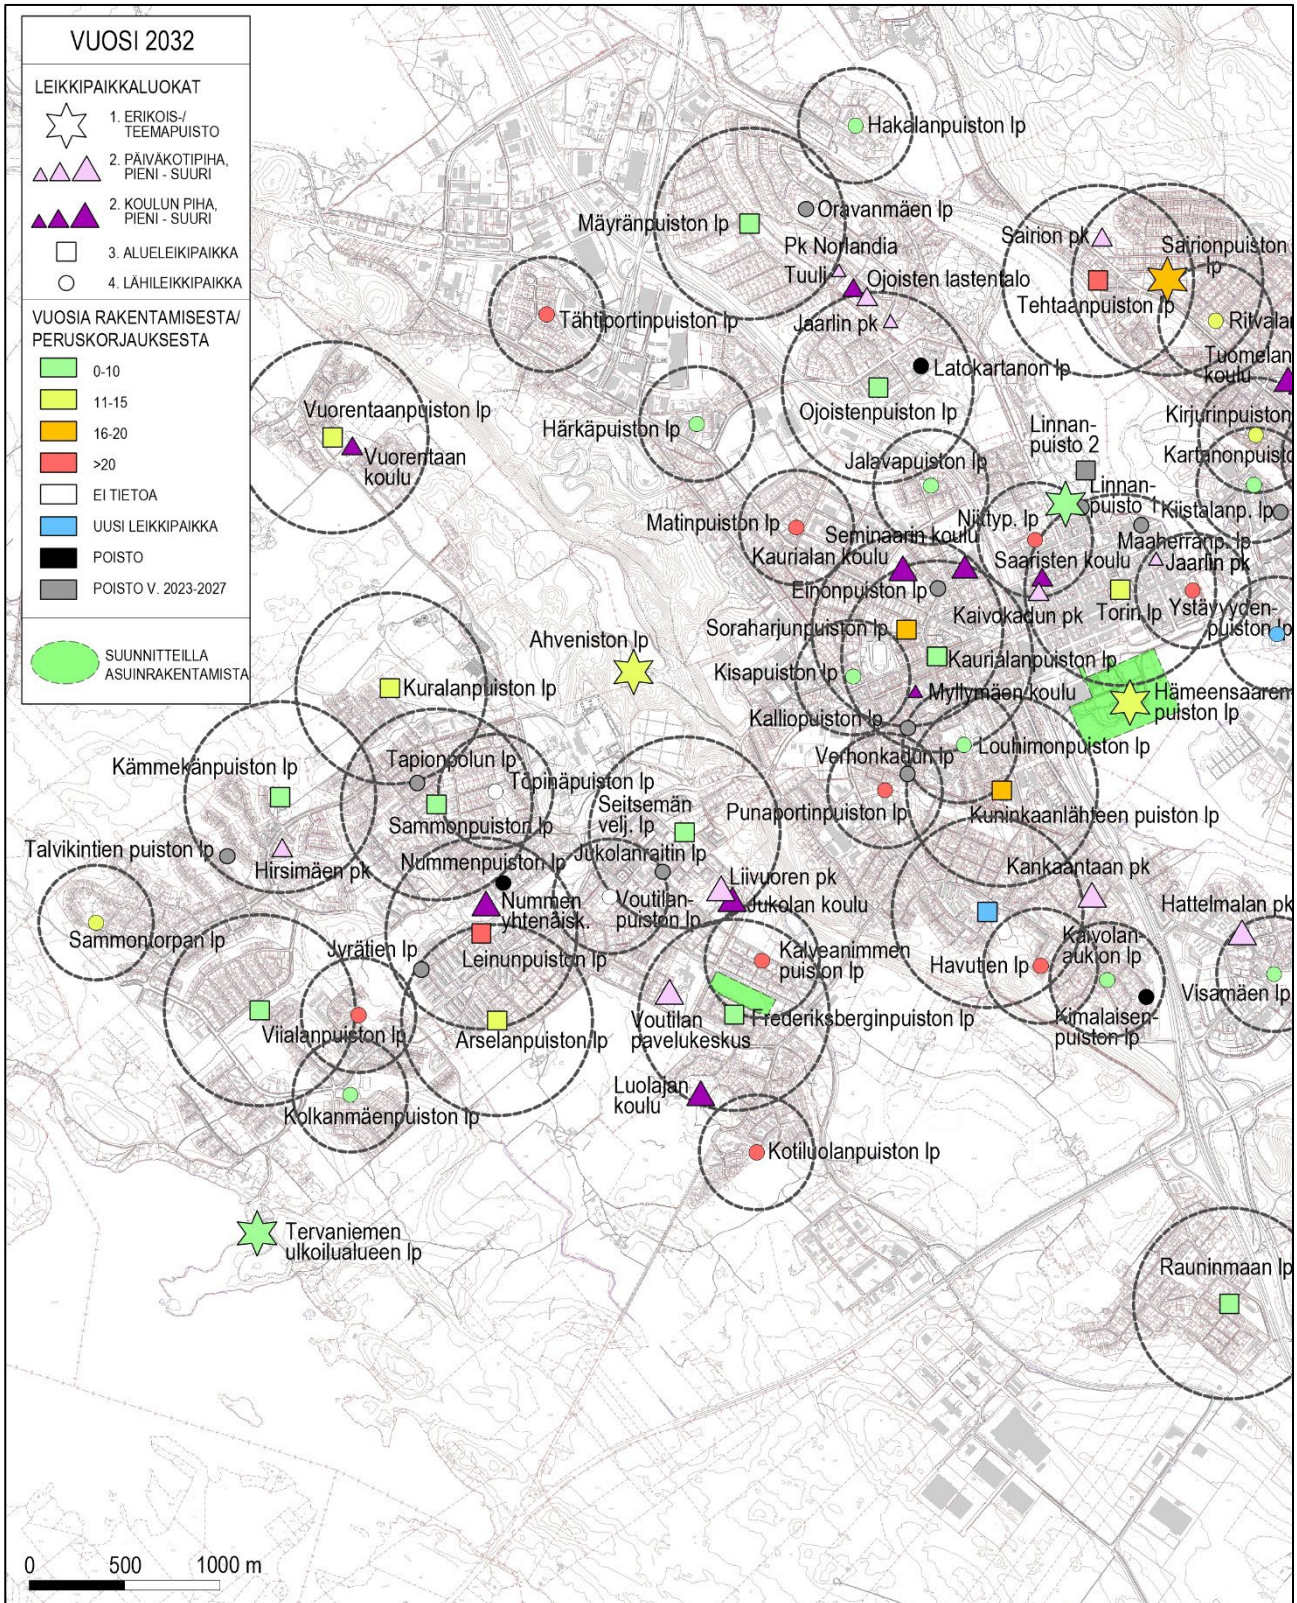 VUOSI 2032
LEIKKIPAIKKALUOKAT
1. ERIKOIS-/
TEEMAPUISTO
2. PÄIVÄKOTIPIHA,
PIENI - SUURI
2. KOULUN PIHA,
PIENI - SUURI
3. ALUELEIKIPAIKKA
4. LÄHILEIKKIPAIKKA
VUOSIA RAKENTAMISESTA/
PERUSKORJAUKSESTA
0-10
11-15
16-20
>20
EI TIETOA
UUSI LEIKKIPAIKKA
POISTO
POISTO V. 2023-2027
SUUNNITTEILLA
ASUINRAKENTAMISTA
Hakalanpuiston lp
Oravanmäen lp
Mäyränpuiston lp
Pk Norlandia
Tuuli
Ojoisten lastentalo
Jaarlin pk
Sairion pk
Sairionpuiston
lp
Tehtaanpuiston lp
Ritvalan
Tuomelan
koulu
Tähtiportinpuiston lp
Latokartanon lp
Ojoistenpuiston lp
Vuorentaanpuiston lp
Vuorentaan
koulu
Härkäpuiston lp
Linnan-
puisto 2
Kirjurinpuiston
Kartanonpuisto
Jalavapuiston lp
Linnan-
puisto 1
Kiistalanp. lp
Matinpuiston lp
Niittyp. lp
Seminaarin koulu
Kaurialan koulu
Maaherranp. lp
Saaristen koulu
Jaarlin pk
Einonpuiston lp
Kaivokadun pk
Torin lp
Ystävyyden-
puiston lp
Soraharjunpuiston lp
Ahveniston lp
Kaurialanpuiston lp
Kisapuiston lp
Kuralanpuiston lp
Myllymäen koulu
Hämeensaaren
puiston lp
Kalliopuiston lp
Louhimonpuiston lp
Verhonkadun lp
Tapionpolun lp
Kämmekänpuiston lp
Töpinäpuiston lp
Punaportinpuiston lp
Kuninkaanlähteen puiston lp
Sammonpuiston lp
Seitsemän
velj. lp
Talvikintien puiston lp
Hirsimäen pk
Nummenpuiston lp
Jukolanraitin lp
Kankaantaan pk
Liivuoren pk
Jukolan koulu
Nummen
yhtenäisk.
Voutilan-
puiston lp
Hattelmalan pk
Sammontorpan lp
Jyrätien lp
Leinunpuiston lp
Kalveanimmen
puiston lp
Havutien lp
Kaivolan-
aukion lp
Visamäen lp
Kimalaisen-
puiston lp
Viialanpuiston lp
Arselanpuiston lp
Voutilan
pavelukeskus
Frederiksberginpuiston lp
Luolajan
koulu
Kolkanmäenpuiston lp
Kotiluolanpuiston lp
Tervaniemen
ulkoilualueen lp
Rauninmaan lp
0 500 1000 m